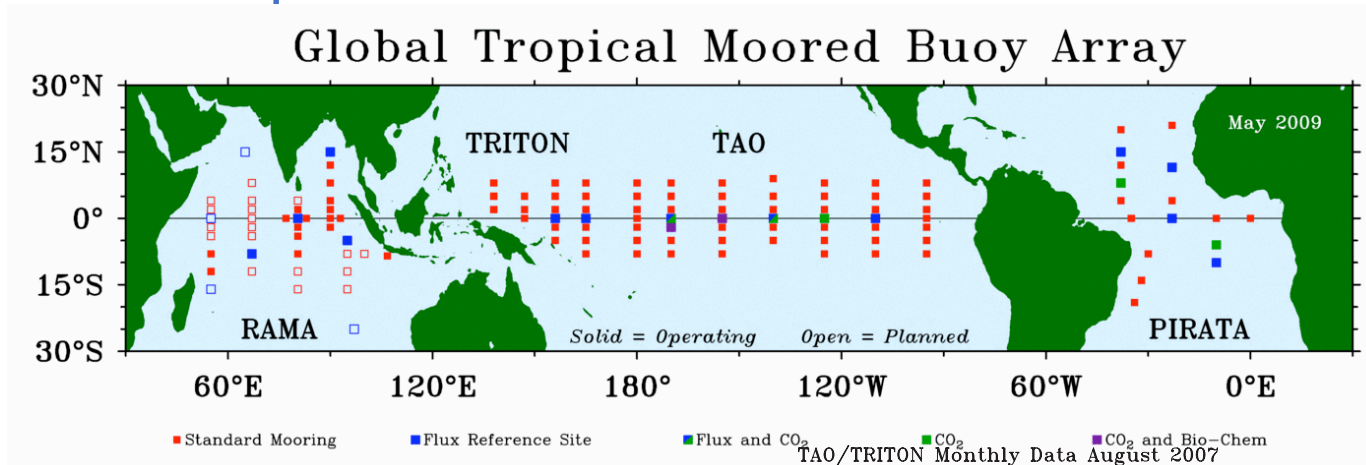 Global Tropical Moored Buoy Array
30°N
May 2009
TRITON TAO
15°N
0°
15°S
RAMA Solid = Operating Open = Planned PIRATA
30°S
60°E 120°E 180° 120°W 60°W 0°E
Standard Mooring Flux Reference Site Flux and CO₂ CO₂ CO₂ and Bio-Chem
TAO/TRITON Monthly Data August 2007